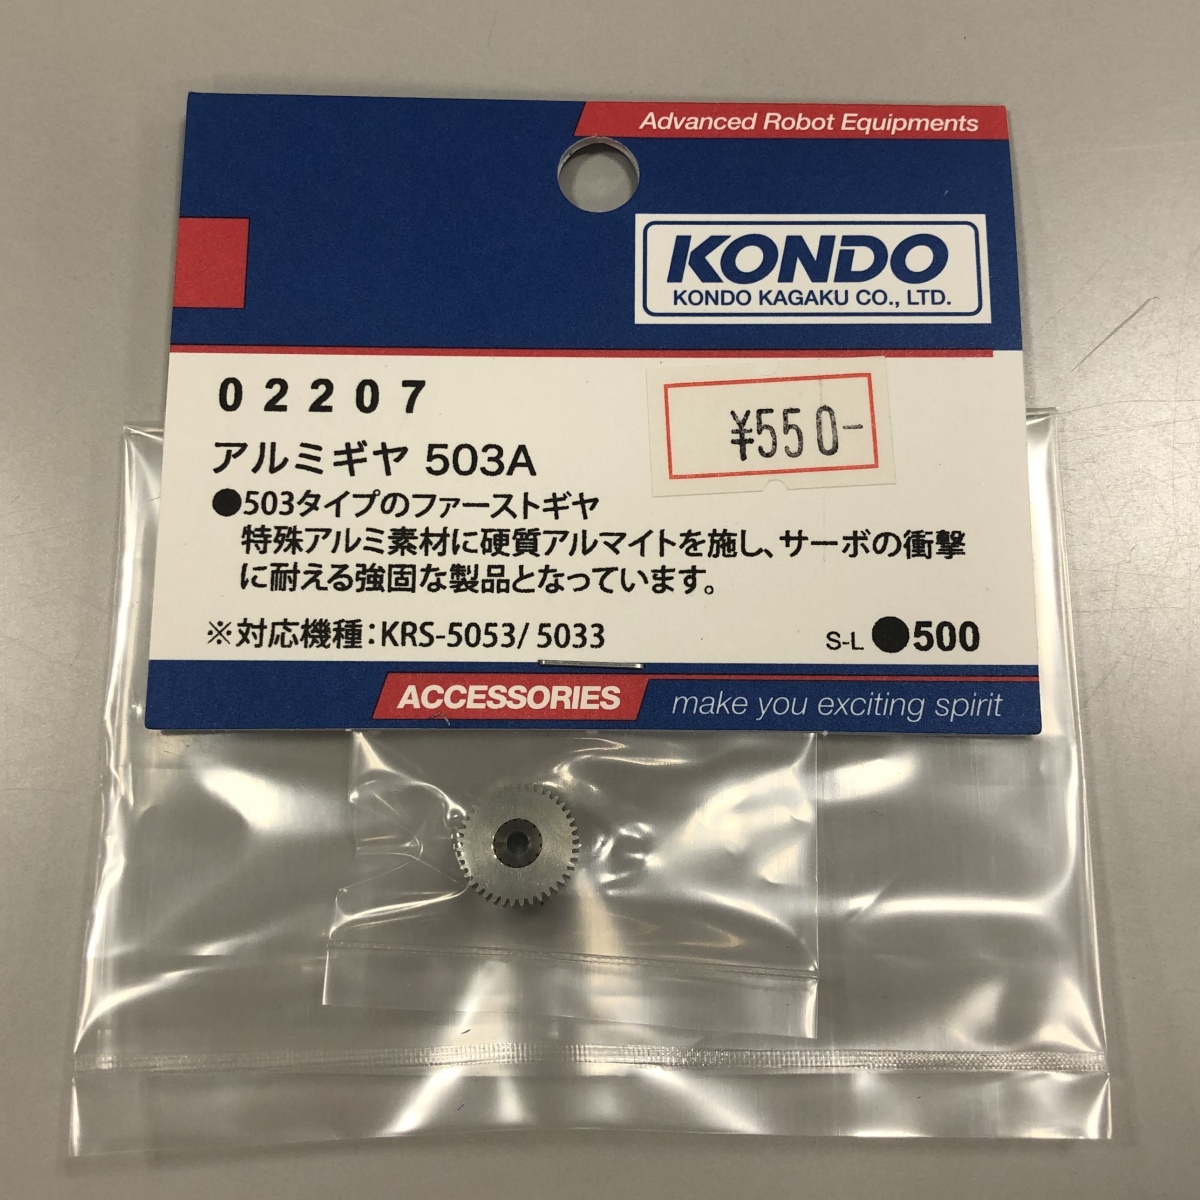 Advanced Robot Equipments
KONDO
KONDO KAGAKU CO., LTD.
02207
¥550-
アルミギヤ 503A
●503タイプのファーストギヤ
特殊アルミ素材に硬質アルマイトを施し、サーボの衝撃
に耐える強固な製品となっています。
※対応機種：KRS-5053/ 5033
S-L ●500
ACCESSORIES
make you exciting spirit